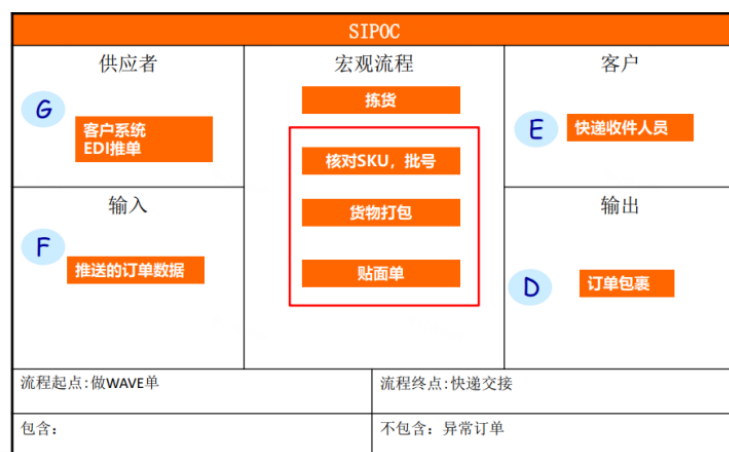 SIPOC
供应者
宏观流程
客户
G
客户系统
EDI推单
拣货
核对SKU，批号
货物打包
贴面单
E
快递收件人员
输入
F
推送的订单数据
输出
D
订单包裹
流程起点:做WAVE单
流程终点:快递交接
包含:
不包含: 异常订单